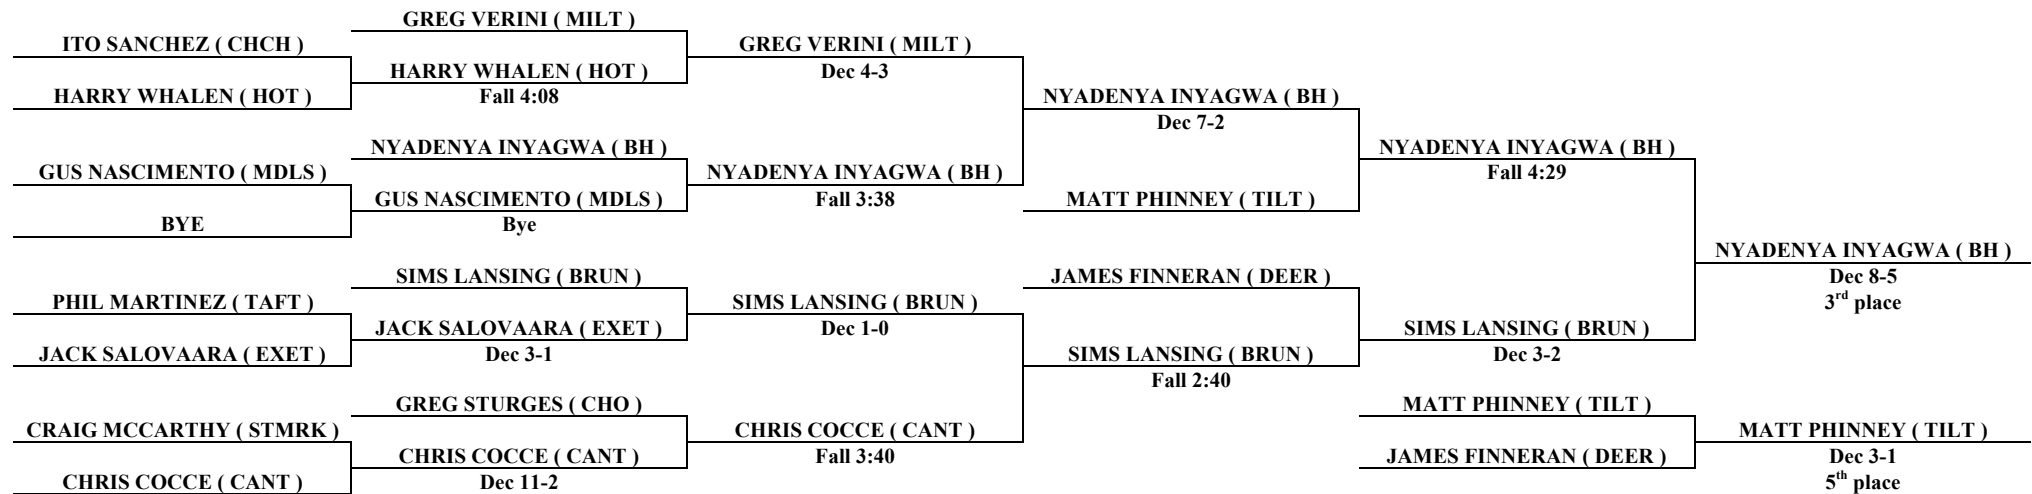 GREG VERINI ( MILT )
ITO SANCHEZ ( CHCH )
GREG VERINI ( MILT )
HARRY WHALEN ( HOT )
Dec 4-3
HARRY WHALEN ( HOT )
Fall 4:08
NYADENYA INYAGWA ( BH )
Dec 7-2
NYADENYA INYAGWA ( BH )
NYADENYA INYAGWA ( BH )
GUS NASCIMENTO ( MDLS )
NYADENYA INYAGWA ( BH )
Fall 4:29
GUS NASCIMENTO ( MDLS )
Fall 3:38
MATT PHINNEY ( TILT )
BYE
Bye
NYADENYA INYAGWA ( BH )
SIMS LANSING ( BRUN )
JAMES FINNERAN ( DEER )
Dec 8-5
PHIL MARTINEZ ( TAFT )
SIMS LANSING ( BRUN )
3rd place
JACK SALOVAARA ( EXET )
Dec 1-0
SIMS LANSING ( BRUN )
JACK SALOVAARA ( EXET )
Dec 3-1
SIMS LANSING ( BRUN )
Dec 3-2
Fall 2:40
GREG STURGES ( CHO )
MATT PHINNEY ( TILT )
CRAIG MCCARTHY ( STMRK )
CHRIS COCCE ( CANT )
MATT PHINNEY ( TILT )
CHRIS COCCE ( CANT )
Fall 3:40
JAMES FINNERAN ( DEER )
Dec 3-1
CHRIS COCCE ( CANT )
Dec 11-2
5th place